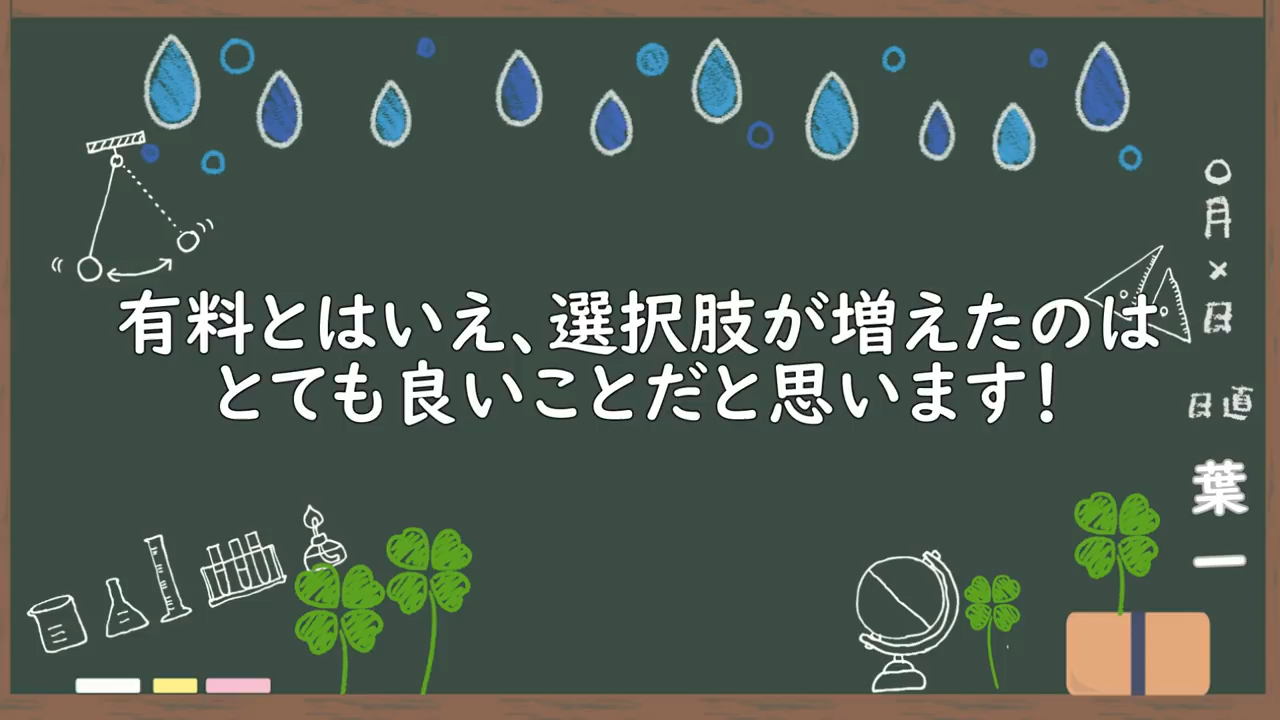 有料とはいえ、選択肢が増えたのは
とても良いことだと思います!
〇月×日
日直
葉一